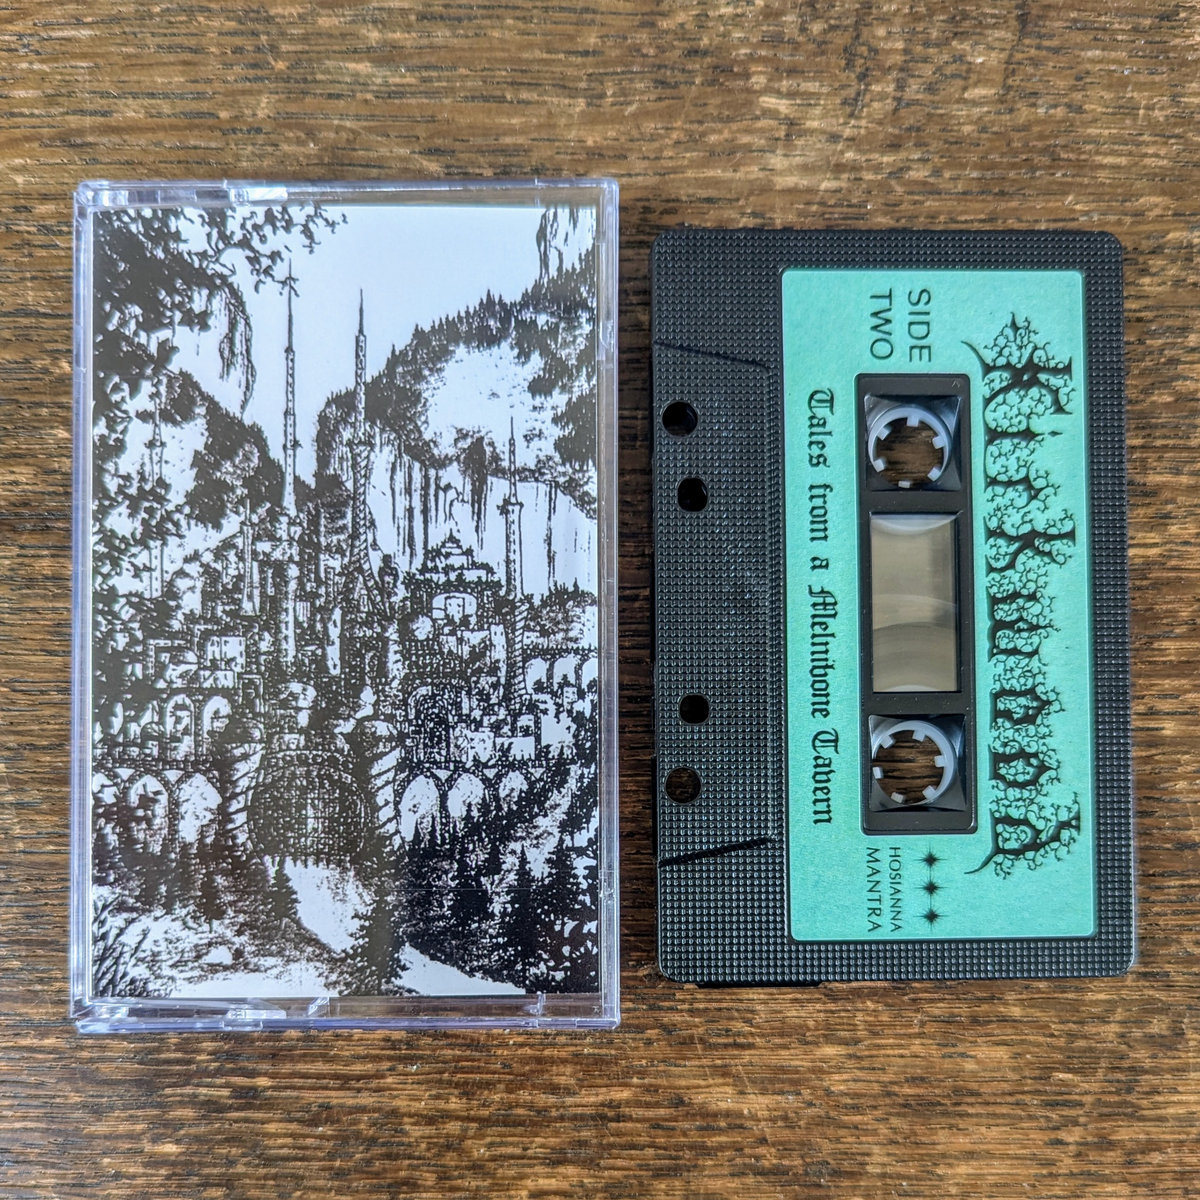 SIDE
TWO
HOSIANNA
MANTRA
Tales from a Melnibone Tavern